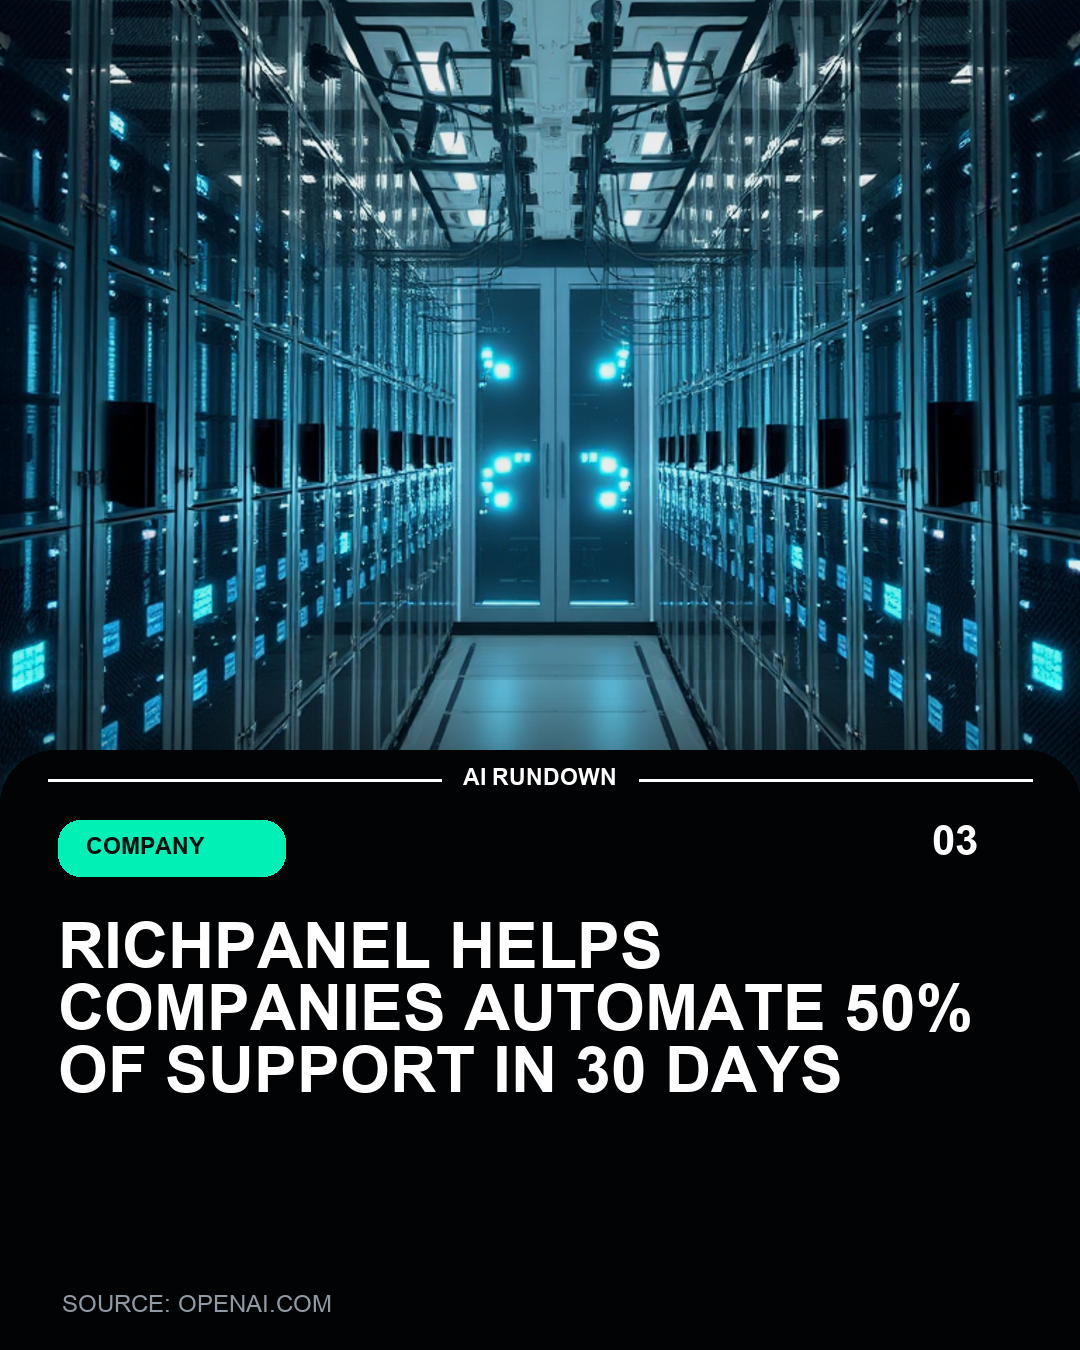 AI RUNDOWN
COMPANY
03
RICHPANEL HELPS
COMPANIES AUTOMATE 50%
OF SUPPORT IN 30 DAYS
SOURCE: OPENAI.COM